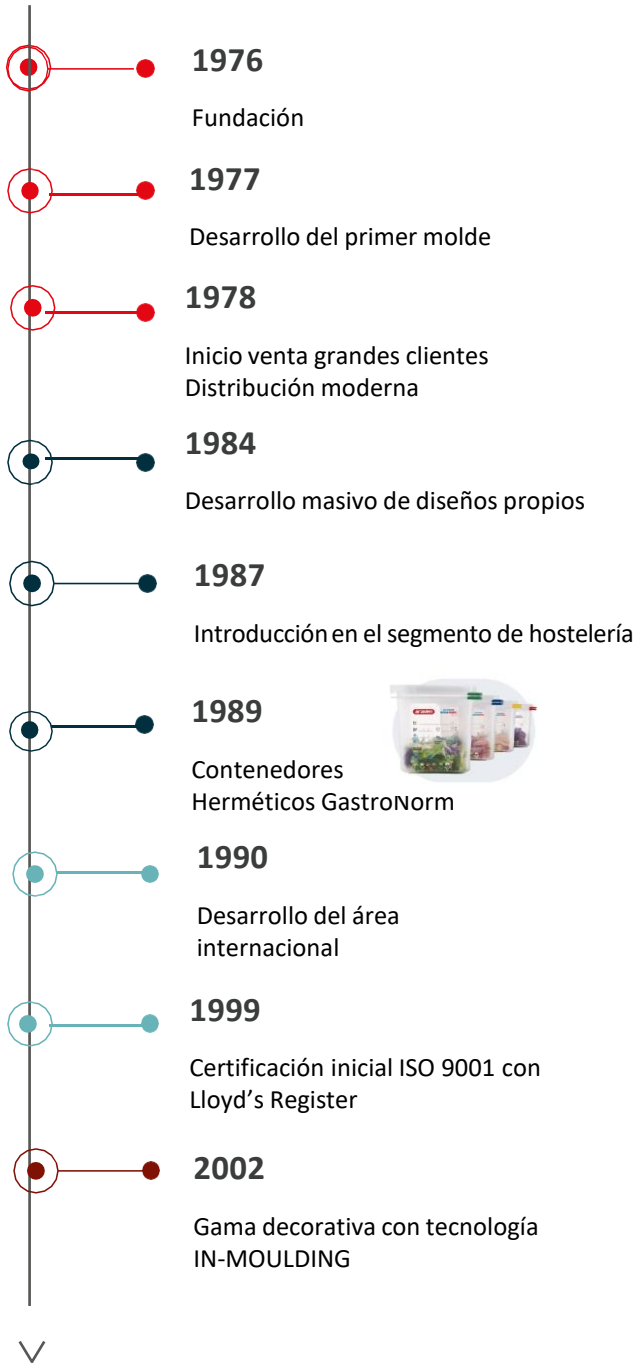 1976
Fundación
1977
Desarrollo del primer molde
1978
Inicio venta grandes clientes
Distribución moderna
1984
Desarrollo masivo de diseños propios
1987
Introducción en el segmento de hostelería
1989
Contenedores
Herméticos GastroNorm
1990
Desarrollo del área
internacional
1999
Certificación inicial ISO 9001 con
Lloyd’s Register
2002
Gama decorativa con tecnología
IN-MOULDING